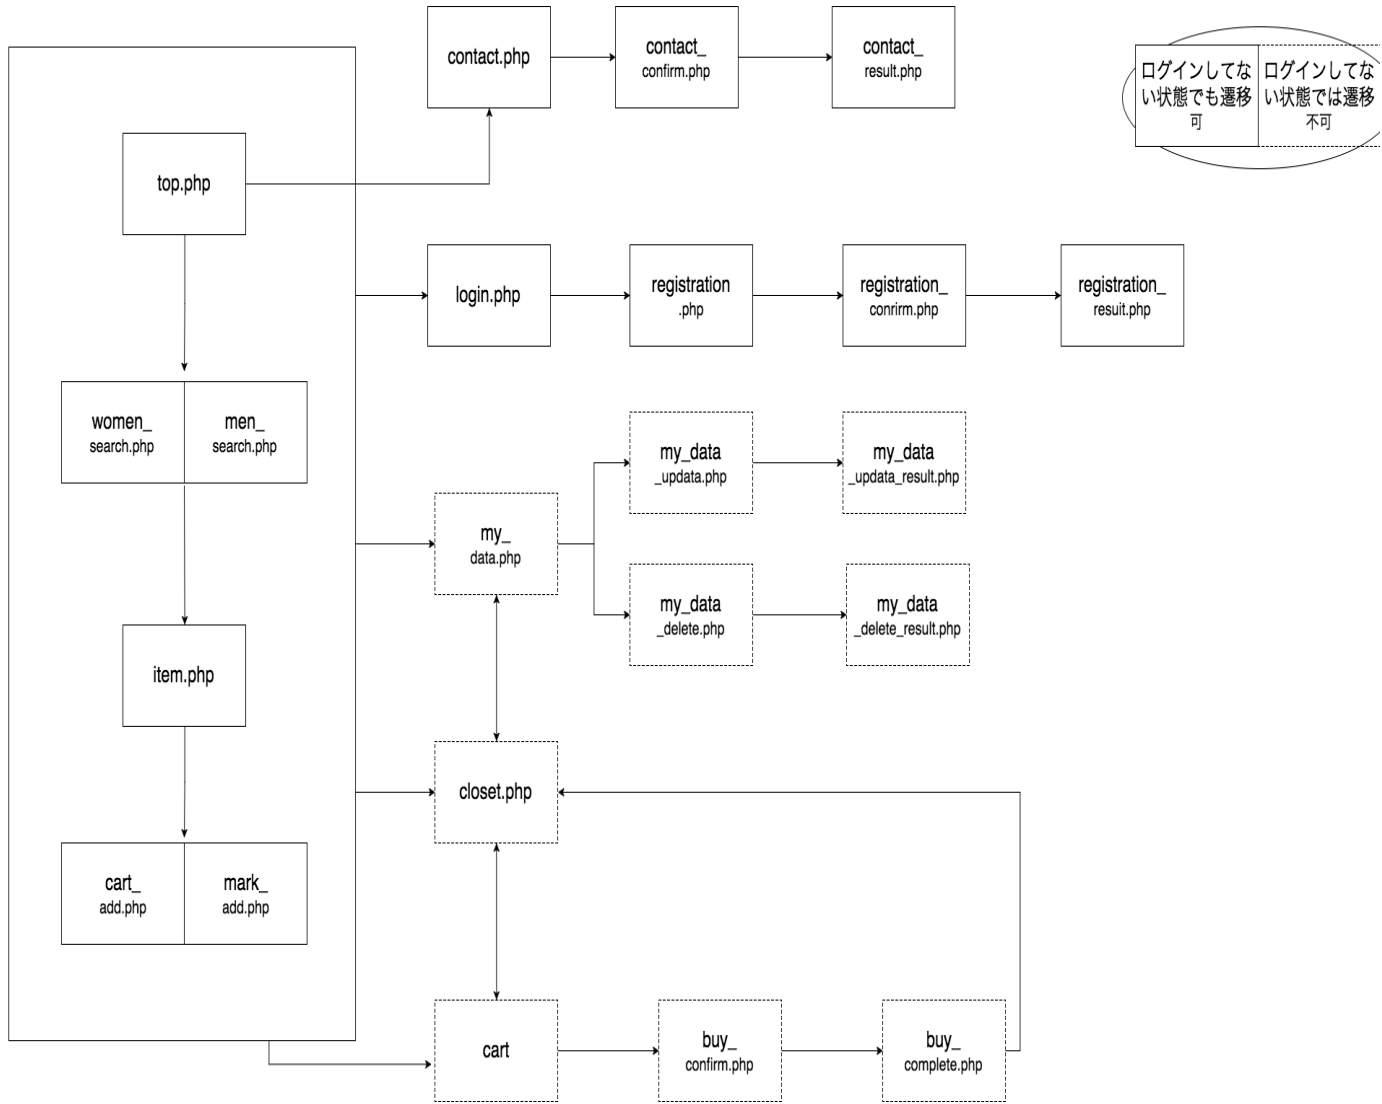 contact.php
contact_
confirm.php
contact_
result.php
ログインしてな
い状態でも遷移
可
ログインしてな
い状態では遷移
不可
top.php
login.php
registration
.php
registration_
conrirm.php
registration_
resuit.php
women_
search.php
men_
search.php
my_data
_updata.php
my_data
_updata_result.php
my_
data.php
my_data
_delete.php
my_data
_delete_result.php
item.php
closet.php
cart_
add.php
mark_
add.php
cart
buy_
confirm.php
buy_
complete.php